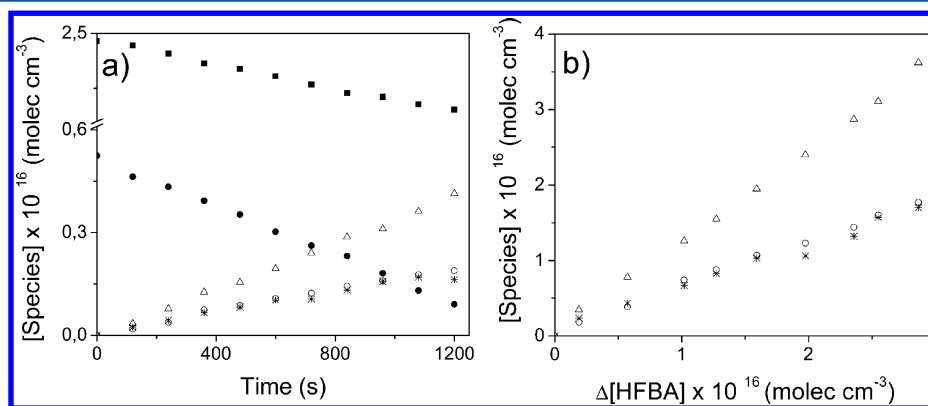 a)
[Species] x 10 16 (molec cm-3)
2,5
0,6
0,3
0,0
0
400
800
1200
Time (s)
b)
[Species] x 10 16 (molec cm-3)
4
3
2
1
0
0
1
2
Δ[HFBA] x 10 16 (molec cm-3)